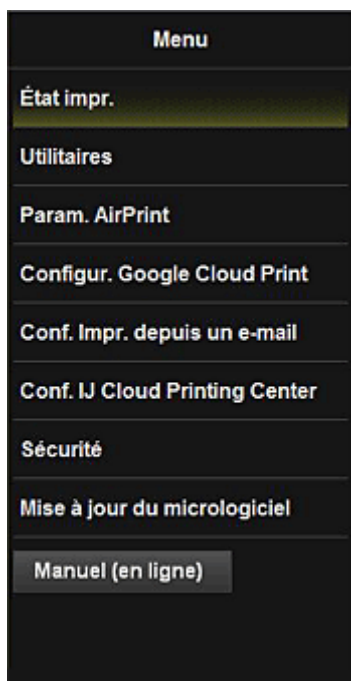 Menu
État impr.
Utilitaires
Param. AirPrint
Configur. Google Cloud Print
Conf. Impr. depuis un e-mail
Conf. IJ Cloud Printing Center
Sécurité
Mise à jour du micrologiciel
Manuel (en ligne)